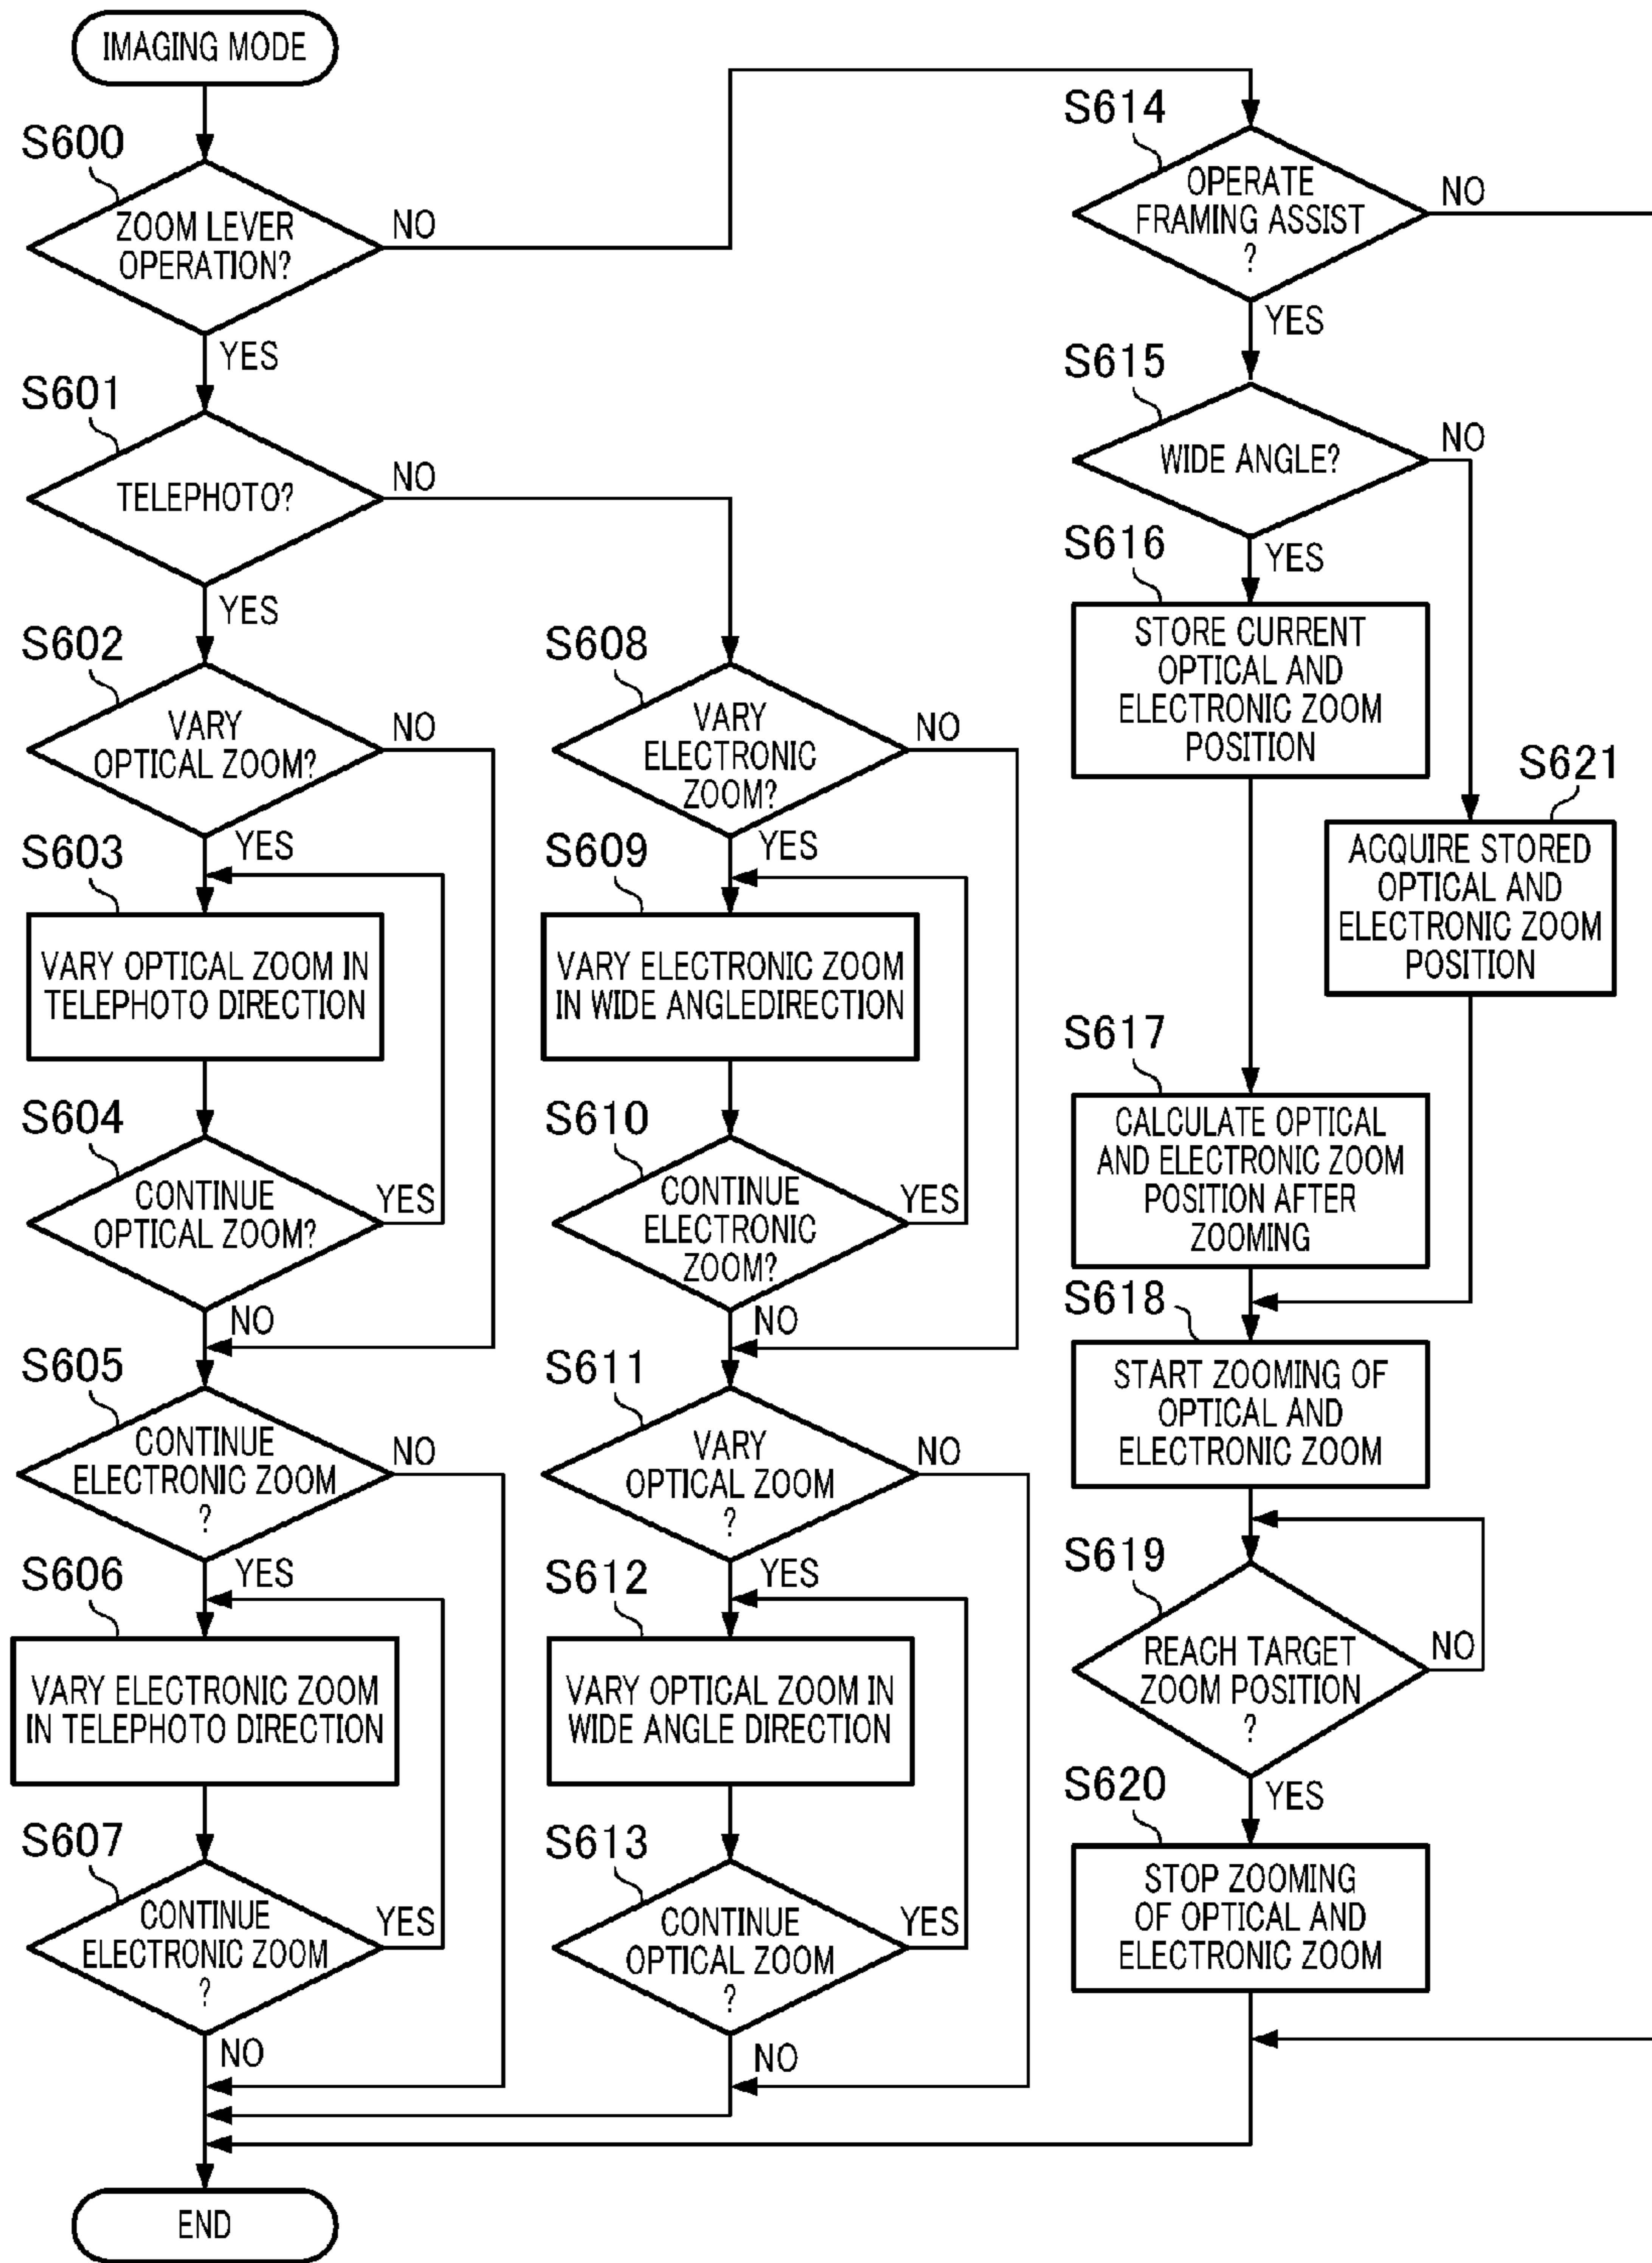 IMAGING MODE
S600
ZOOM LEVER
OPERATION?
NO
YES
S601
TELEPHOTO?
NO
YES
S602
VARY
OPTICAL ZOOM?
NO
YES
S603
VARY OPTICAL ZOOM IN
TELEPHOTO DIRECTION
S604
CONTINUE
OPTICAL ZOOM?
YES
NO
S605
CONTINUE
ELECTRONIC ZOOM
?
NO
YES
S606
VARY ELECTRONIC ZOOM
IN TELEPHOTO DIRECTION
S607
CONTINUE
ELECTRONIC ZOOM
?
YES
NO
END
S608
VARY
ELECTRONIC
ZOOM?
NO
YES
S609
VARY ELECTRONIC ZOOM
IN WIDE ANGLEDIRECTION
S610
CONTINUE
ELECTRONIC
ZOOM?
YES
NO
S611
VARY
OPTICAL ZOOM
?
NO
YES
S612
VARY OPTICAL ZOOM IN
WIDE ANGLE DIRECTION
S613
CONTINUE
OPTICAL ZOOM
?
YES
NO
S614
OPERATE
FRAMING ASSIST
?
NO
YES
S615
WIDE ANGLE?
NO
YES
S616
STORE CURRENT
OPTICAL AND
ELECTRONIC ZOOM
POSITION
S621
ACQUIRE STORED
OPTICAL AND
ELECTRONIC ZOOM
POSITION
S617
CALCULATE OPTICAL
AND ELECTRONIC ZOOM
POSITION AFTER
ZOOMING
S618
START ZOOMING OF
OPTICAL AND
ELECTRONIC ZOOM
S619
REACH TARGET
ZOOM POSITION
?
NO
YES
S620
STOP ZOOMING
OF OPTICAL AND
ELECTRONIC ZOOM